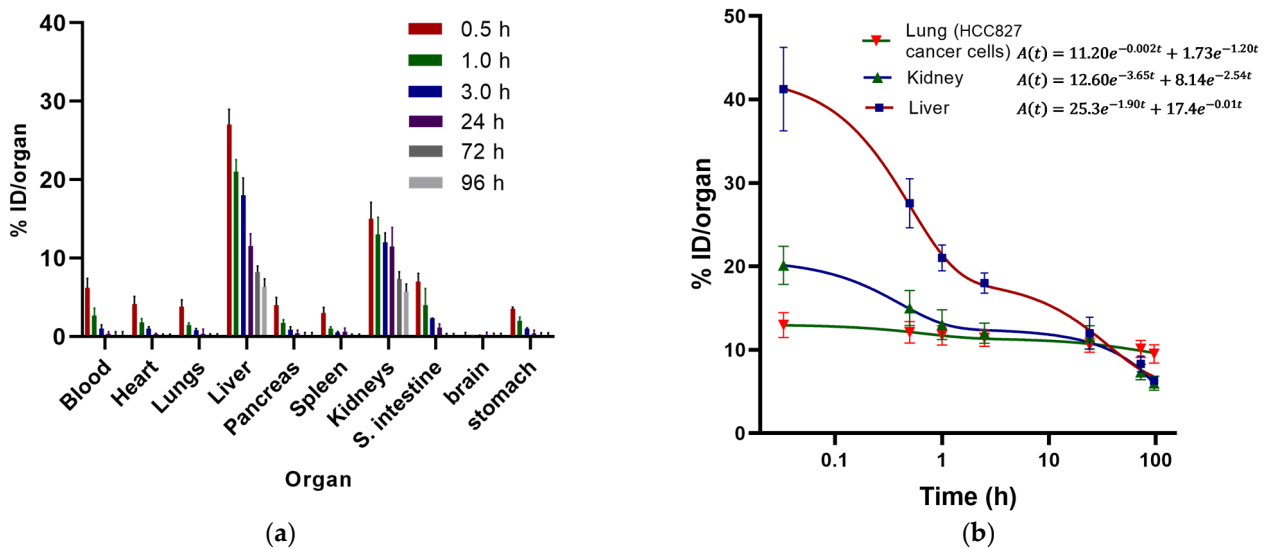 40
30
20
10
0
% ID/organ
0.5 h
1.0 h
3.0 h
24 h
72 h
96 h
Blood
Heart
Lungs
Liver
Pancreas
Spleen
Kidneys
S. intestine
brain
stomach
Organ
(a)
50
40
30
20
10
0
% ID/organ
Lung (HCC827
cancer cells) A(t) = 11.20e^{−0.002t} + 1.73e^{−1.20t}
Kidney A(t) = 12.60e^{−3.65t} + 8.14e^{−2.54t}
Liver A(t) = 25.3e^{−1.90t} + 17.4e^{−0.01t}
0.1
1
10
100
Time (h)
(b)